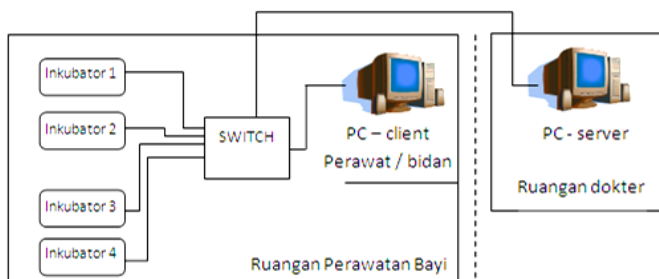 Inkubator 1
Inkubator 2
Inkubator 3
Inkubator 4
SWITCH
PC – client
Perawat / bidan
Ruangan Perawatan Bayi
PC - server
Ruangan dokter